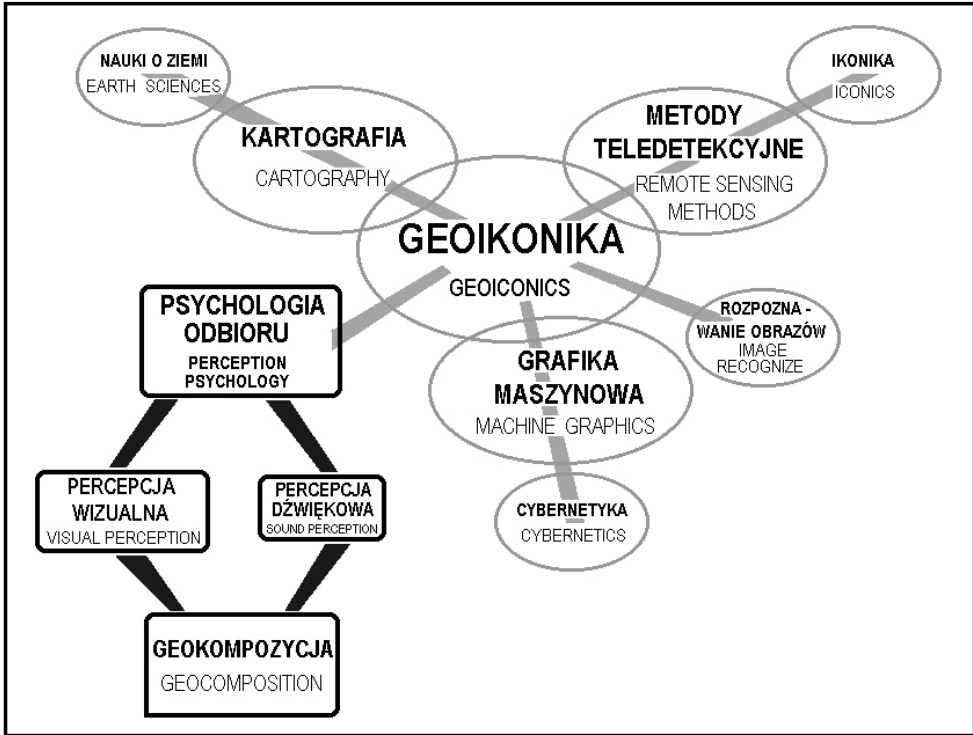 NAUKI O ZIEMI
EARTH SCIENCES
KARTOGRAFIA
CARTOGRAPHY
METODY
TELEDETEKCYJNE
REMOTE SENSING
METHODS
IKONIKA
ICONICS
GEOIKONIKA
GEOICONICS
PSYCHOLOGIA
ODBIORU
PERCEPTION
PSYCHOLOGY
ROZPOZNA -
WANIE OBRAZÓW
IMAGE
RECOGNIZE
GRAFIKA
MASZYNOWA
MACHINE GRAPHICS
PERCEPCJA
WIZUALNA
VISUAL PERCEPTION
PERCEPCJA
DŹWIĘKOWA
SOUND PERCEPTION
CYBERNETYKA
CYBERNETICS
GEOKOMPOZYCJA
GEOCOMPOSITION